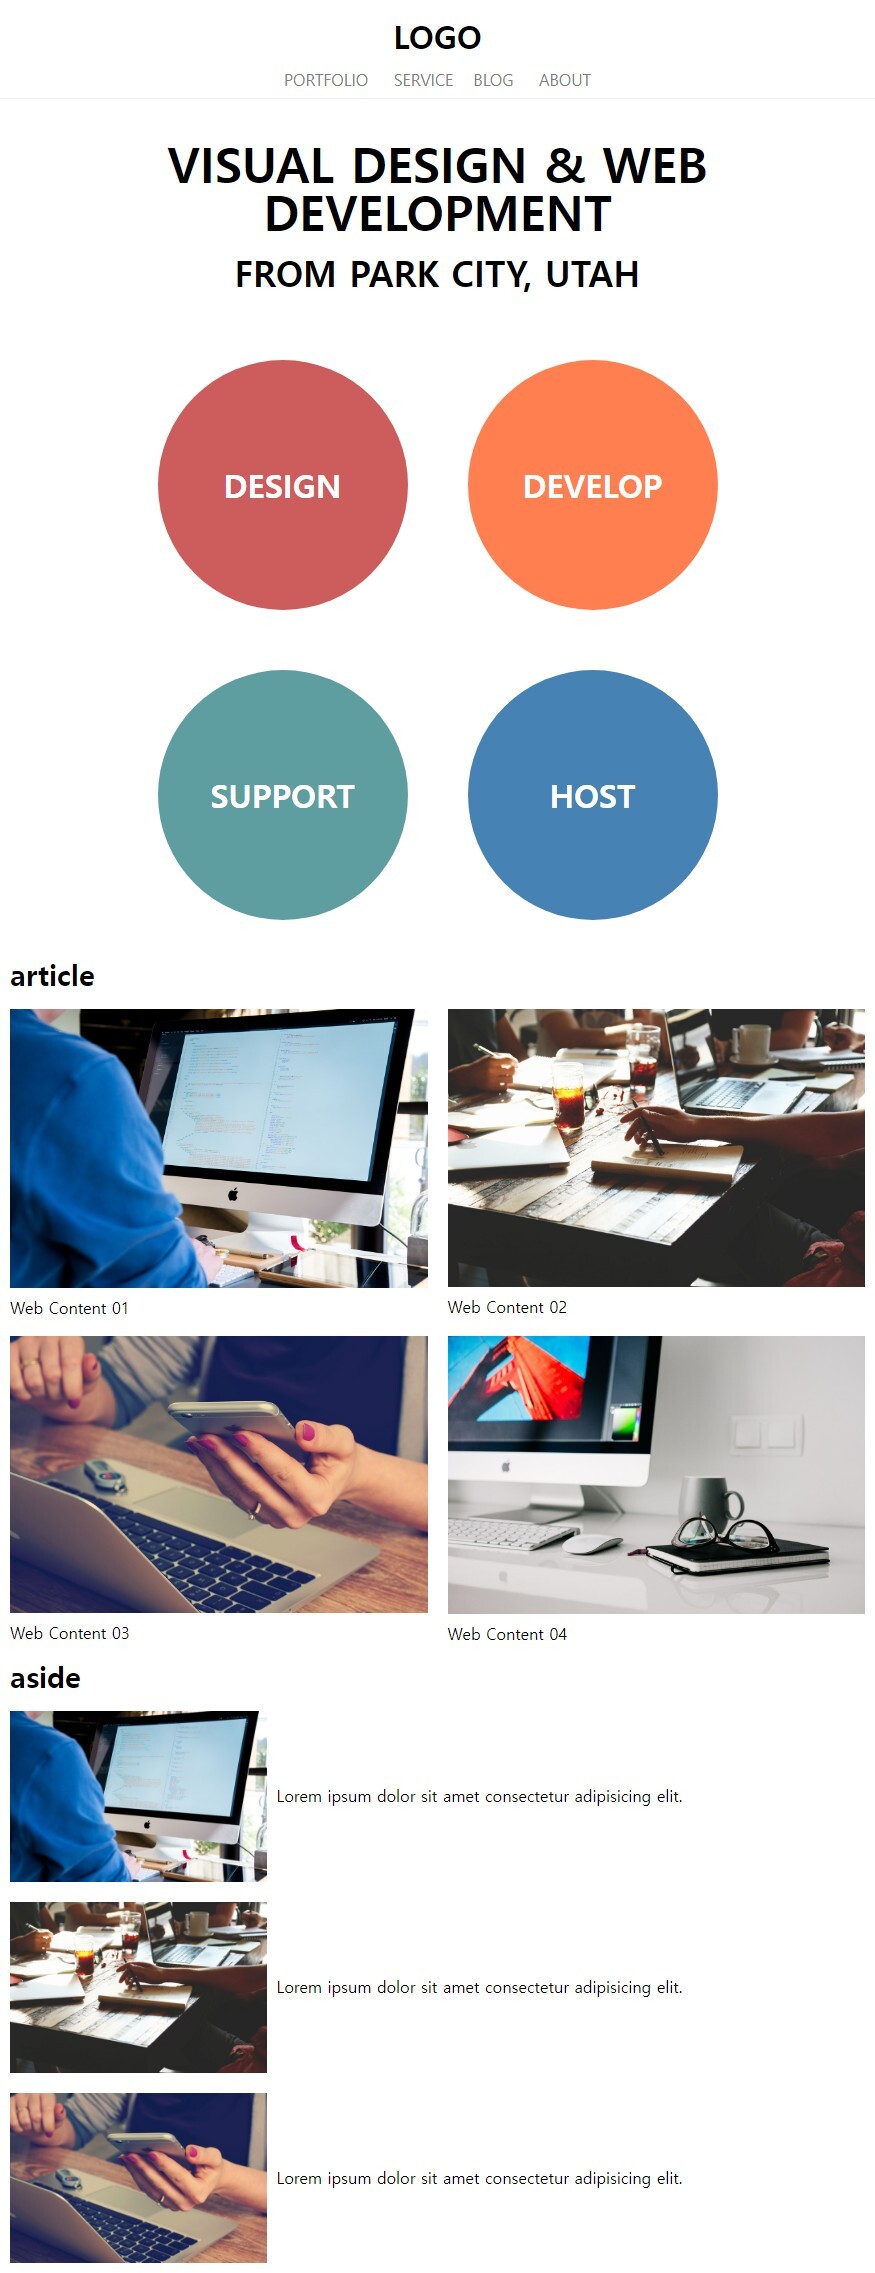 LOGO
PORTFOLIO SERVICE BLOG ABOUT
VISUAL DESIGN & WEB
DEVELOPMENT
FROM PARK CITY, UTAH
DESIGN
DEVELOP
SUPPORT
HOST
article
Web Content 01
Web Content 02
Web Content 03
Web Content 04
aside
Lorem ipsum dolor sit amet consectetur adipisicing elit.
Lorem ipsum dolor sit amet consectetur adipisicing elit.
Lorem ipsum dolor sit amet consectetur adipisicing elit.